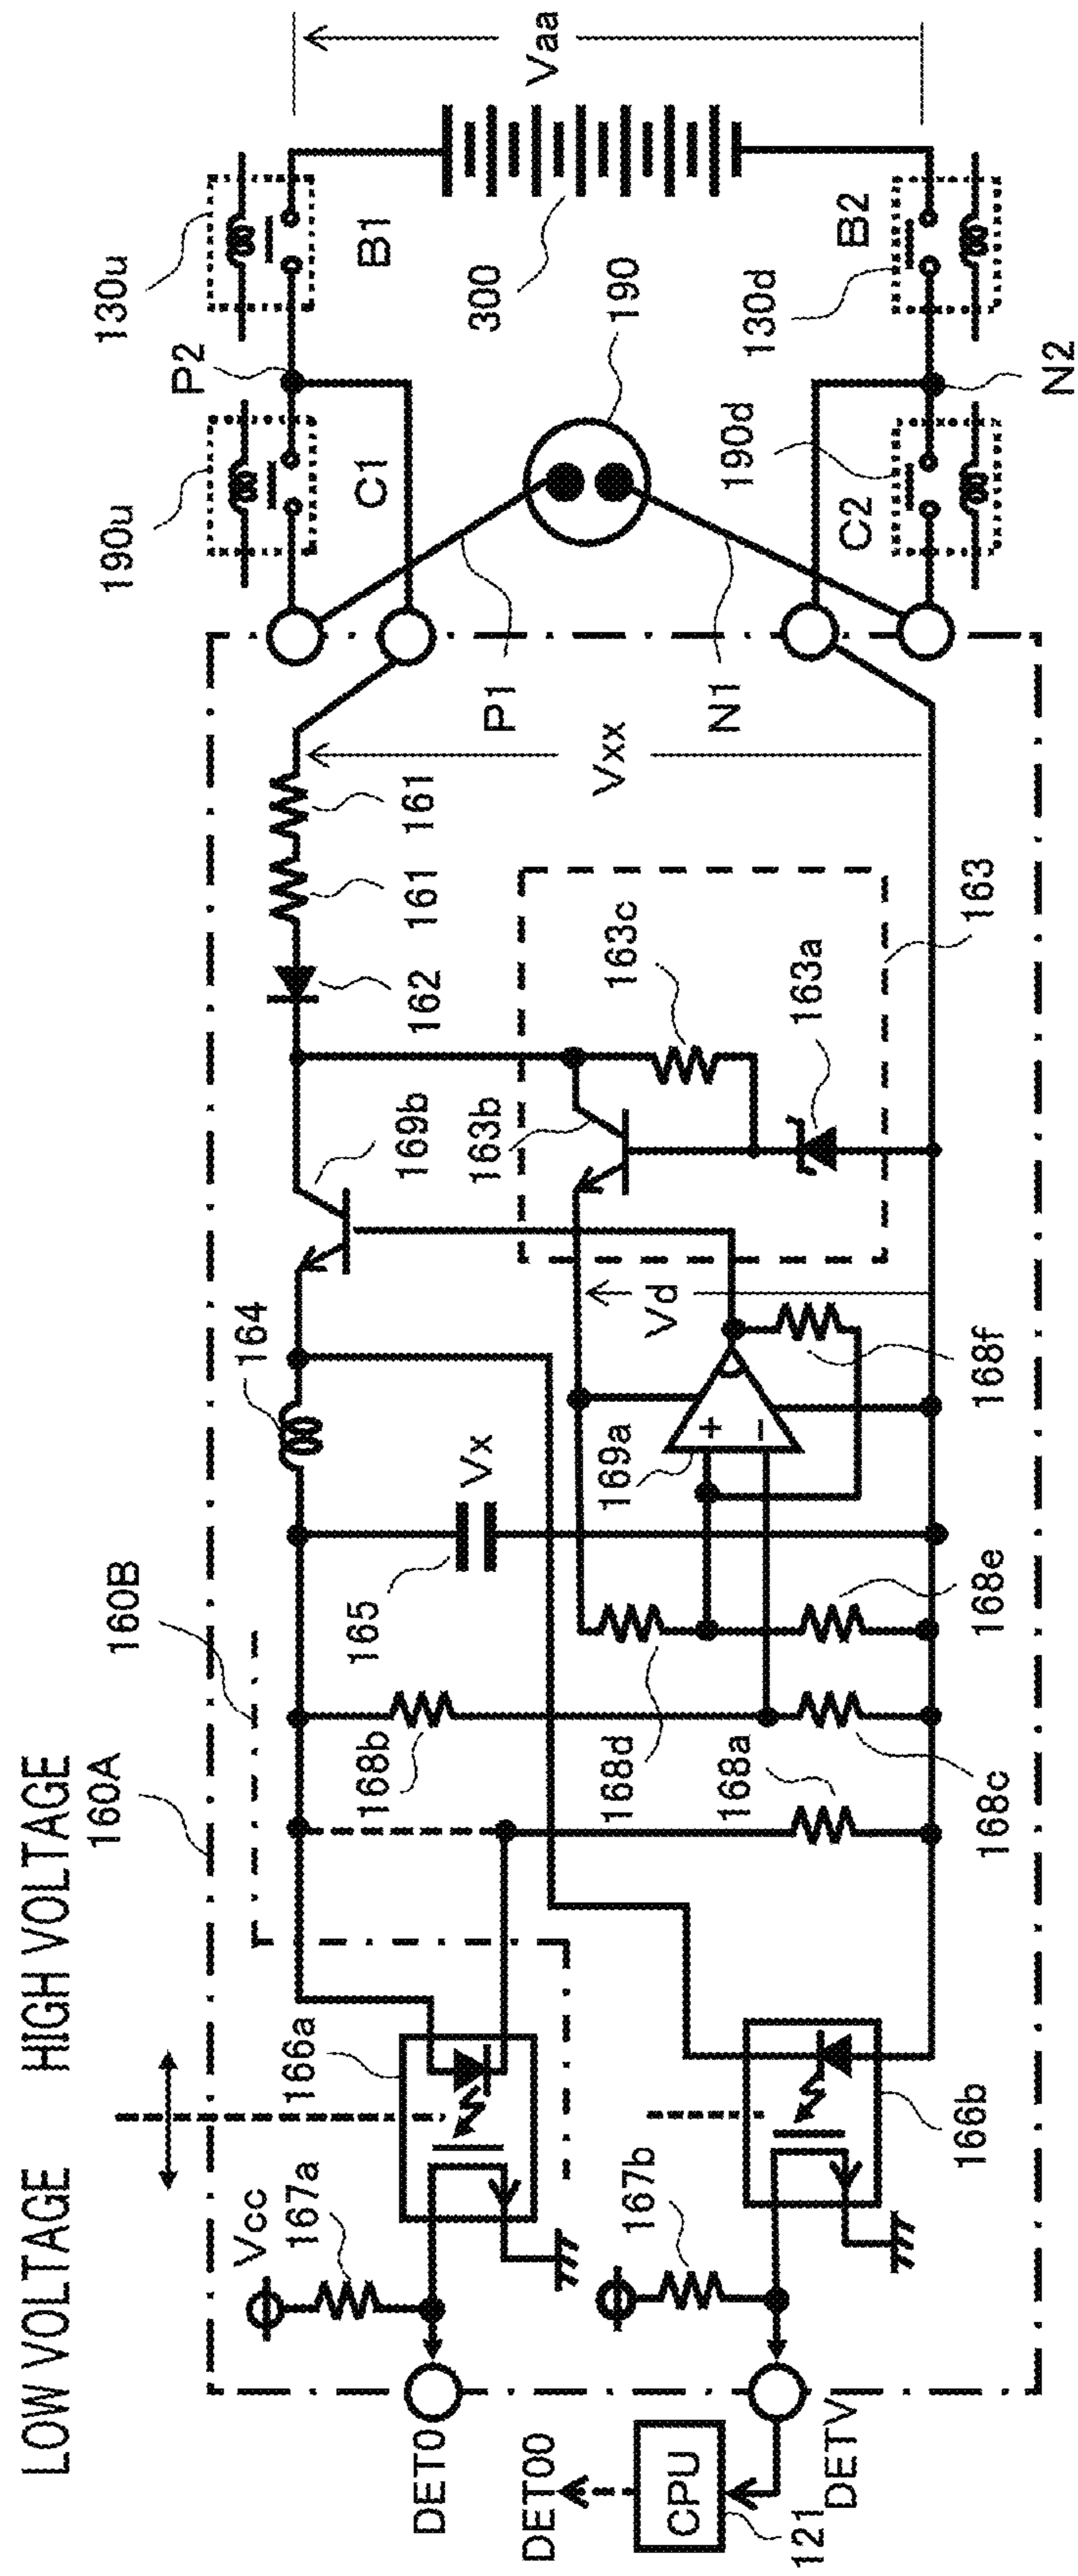 LOW VOLTAGE HIGH VOLTAGE
160A
160B
130u
190u
P2
Vcc
167a
166a
164
169b
162
161
161
C1
B1
Vaa
DET0
168b
165
Vx
163b
163c
P1
300
190
DET00
167b
168d
169a
Vd
163a
Vxx
N1
190d
130d
CPU
168a
+
−
C2
B2
121
DETV
166b
168c
168e
168f
163
N2